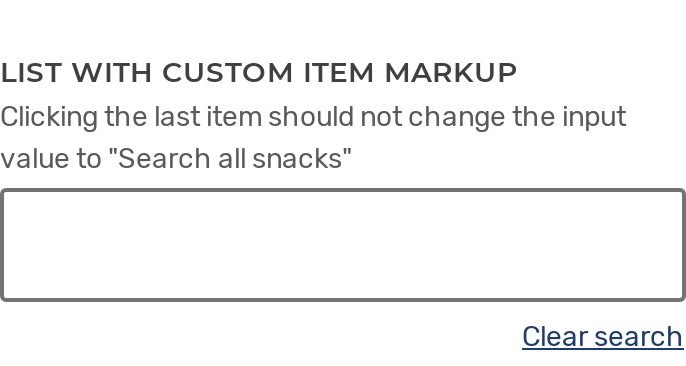 LIST WITH CUSTOM ITEM MARKUP
Clicking the last item should not change the input
value to "Search all snacks"
Clear search